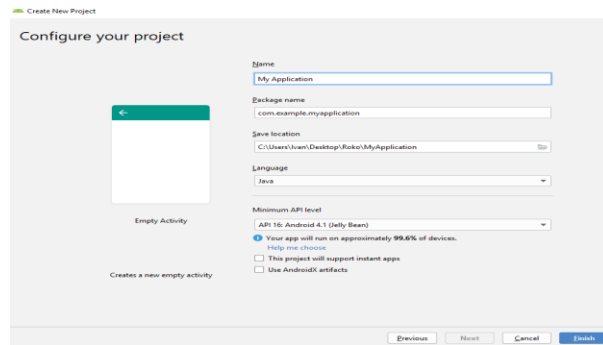 Create New Project
Configure your project
Name
My Application
Package name
com.example.myapplication
Save location
C:\Users\Ivan\Desktop\Roko\MyApplication
Language
Java
Minimum API level
API 16: Android 4.1 (Jelly Bean)
Your app will run on approximately 99.6% of devices.
Help me choose
This project will support instant apps
Use AndroidX artifacts
Empty Activity
Creates a new empty activity
Previous
Next
Cancel
Finish